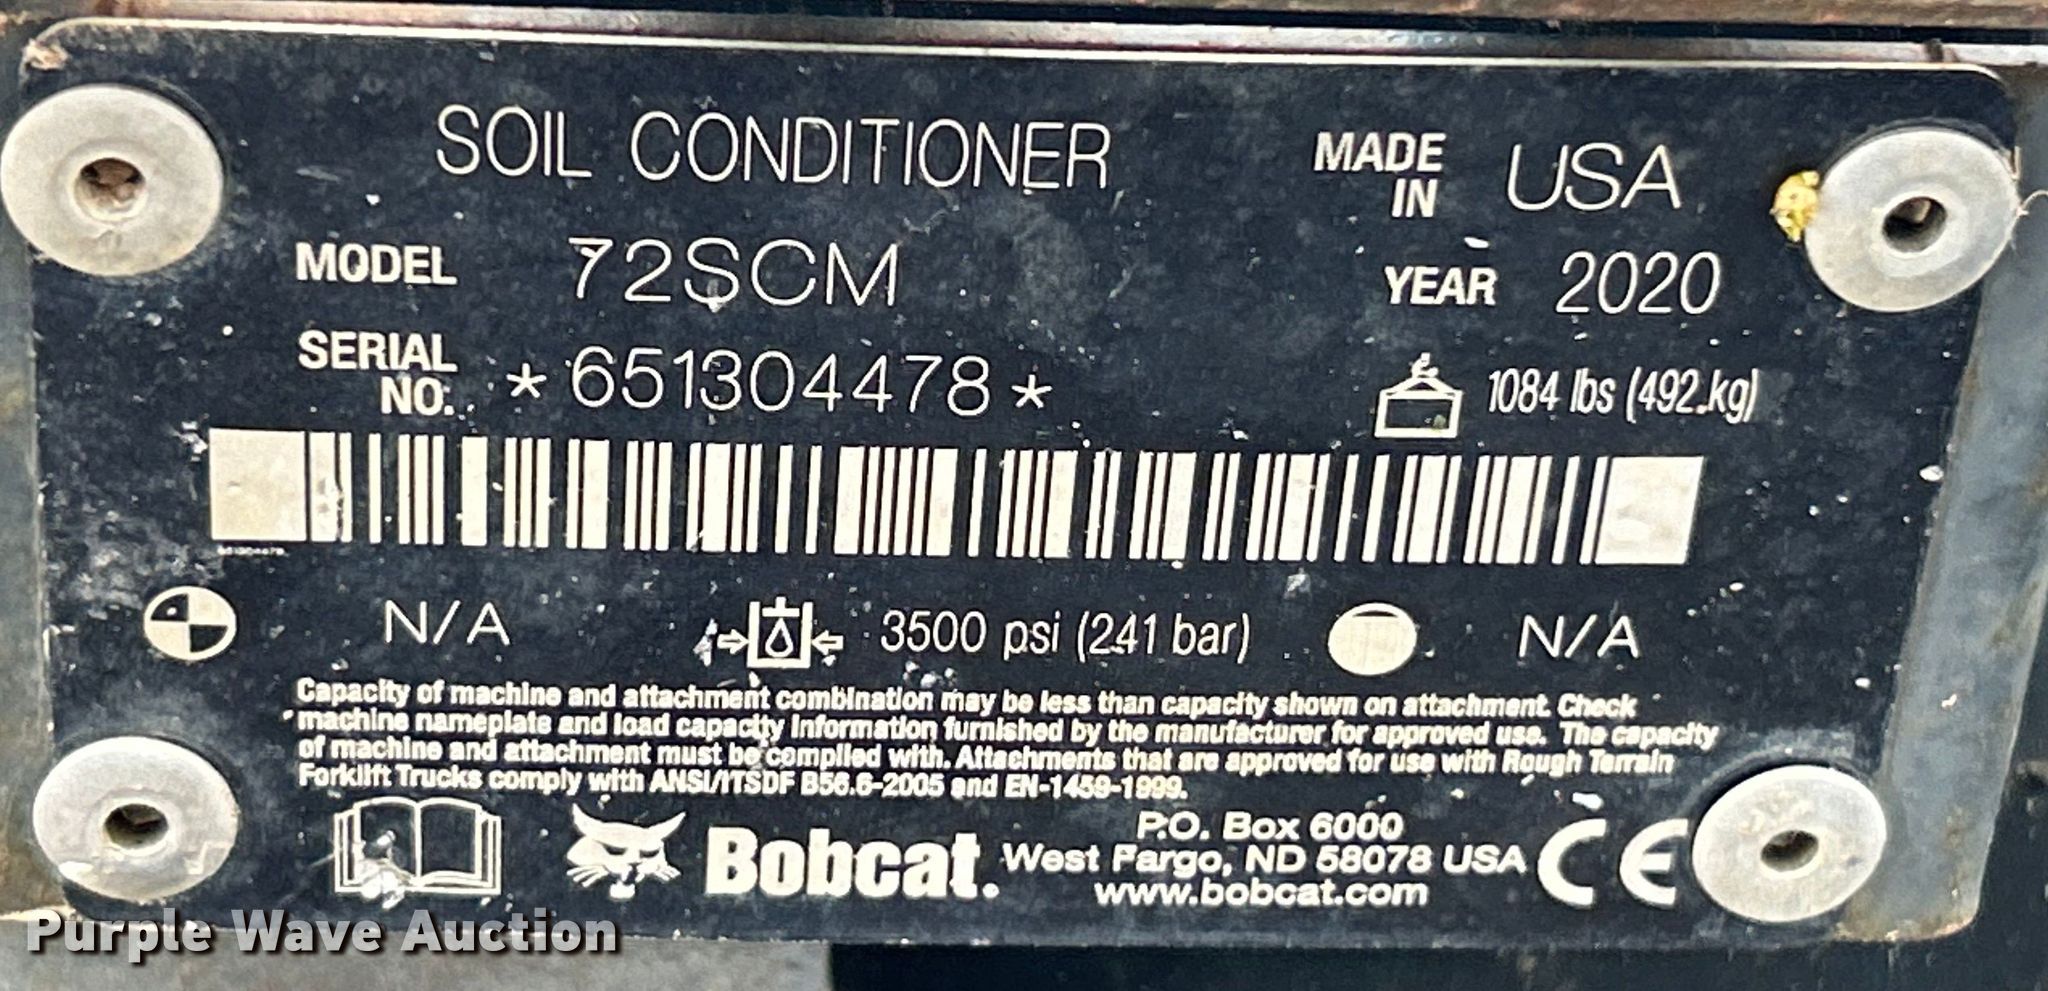 SOIL CONDITIONER
MADE IN USA
MODEL 72SCM
YEAR 2020
SERIAL NO. *651304478*
1084 lbs (492.kg)
651304478
N/A
3500 psi (241 bar)
N/A
Capacity of machine and attachment combination may be less than capacity shown on attachment. Check
machine nameplate and load capacity information furnished by the manufacturer for approved use. The capacity
of machine and attachment must be complied with. Attachments that are approved for use with Rough Terrain
Forklift Trucks comply with ANSI/ITSDF B56.6-2005 and EN-1459-1999.
Bobcat.
P.O. Box 6000
West Fargo, ND 58078 USA
www.bobcat.com
CE
Purple Wave Auction